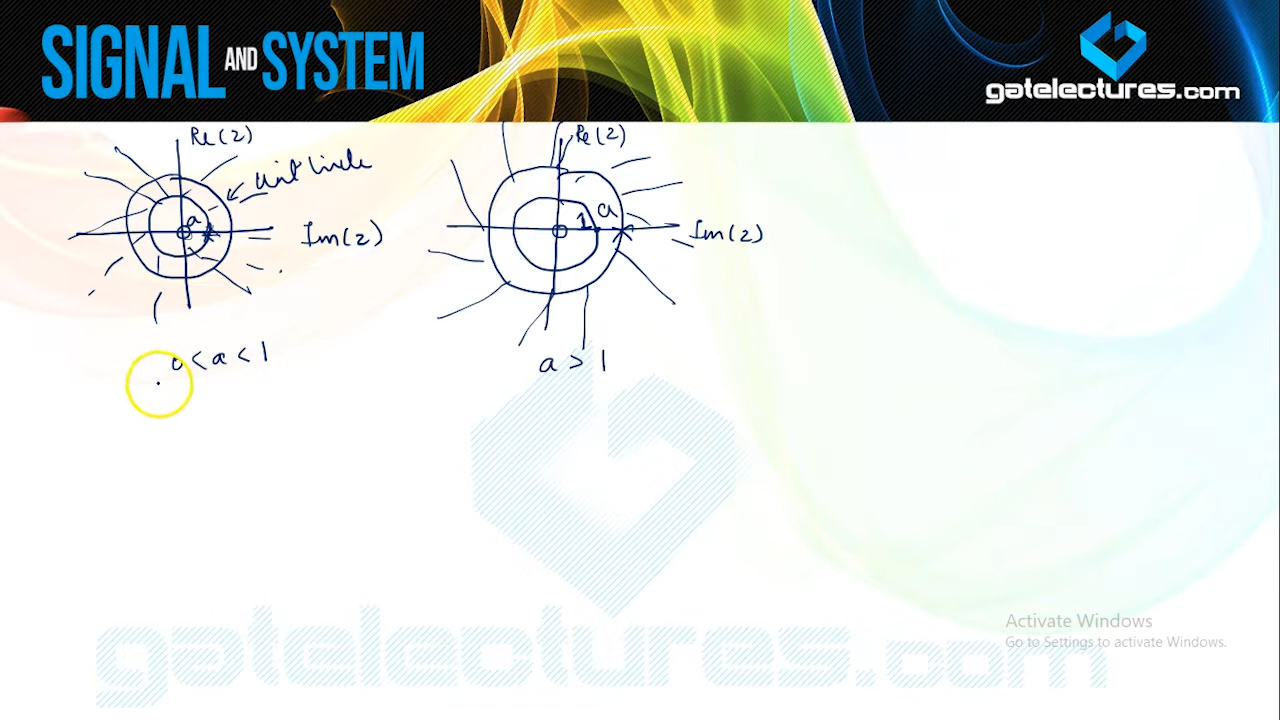 SIGNAL AND SYSTEM
gatelectures.com
Re(z)
Unit Circle
a
Im(z)
0 < a < 1
Re(z)
1
a
Im(z)
a > 1
gatelectures.com
Activate Windows
Go to Settings to activate Windows.